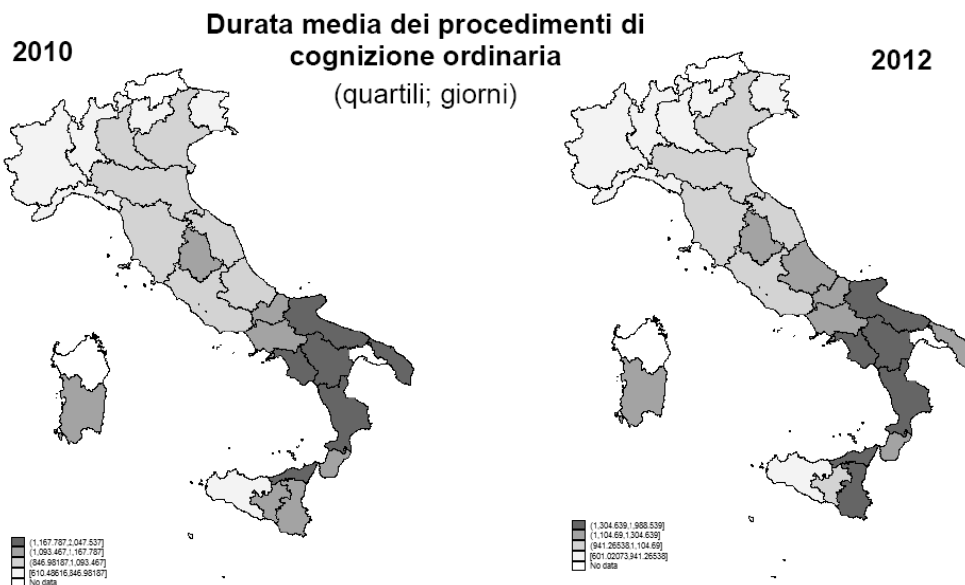 Durata media dei procedimenti di
cognizione ordinaria
(quartili; giorni)
2010
2012
(1,167.787,2,047.537]
(1,093.467,1,167.787]
(846.98187,1,093.467]
[610.48616,846.98187]
No data
(1,304.639,1,988.539]
(1,104.69,1,304.639]
(941.26538,1,104.69]
[601.02073,941.26538]
No data